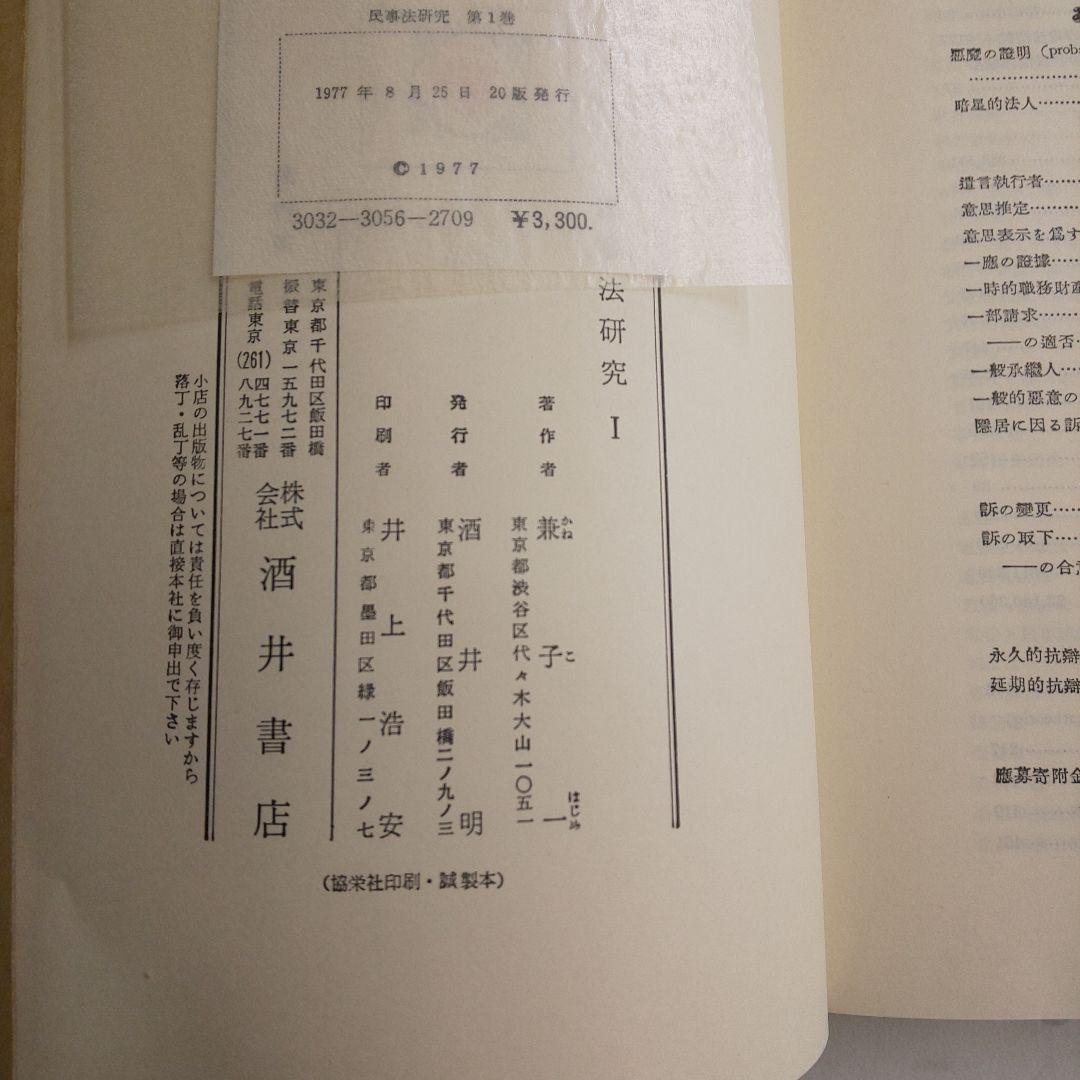 民事法研究 第1巻
1977年8月25日 20版発行
© 1977
3032—3056—2709 ¥3,300.
法研究 I
著作者 兼子一
かね こ はじめ
東京都渋谷区代々木大山一〇五一
発行者 酒井明
東京都千代田区飯田橋二ノ九ノ三
印刷者 井上浩安
東京都墨田区緑一ノ三ノ七
東京都千代田区飯田橋
振替東京一五九七二番
電話東京(261)四七七一番
八九二七番
株式会社 酒井書店
小店の出版物については責任を負い度く存じますから
落丁・乱丁等の場合は直接本社に御申出で下さい
(協栄社印刷・誠製本)
悪魔の證明 (prob
暗星的法人
遺言執行者
意思推定
意思表示を爲す
一應の證據
一時的職務財産
一部請求
——の適否
一般承繼人
一般的惡意の
隱居に因る訴
訴の變更
訴の取下
——の合意
永久的抗辯
延期的抗辯
應募寄附金